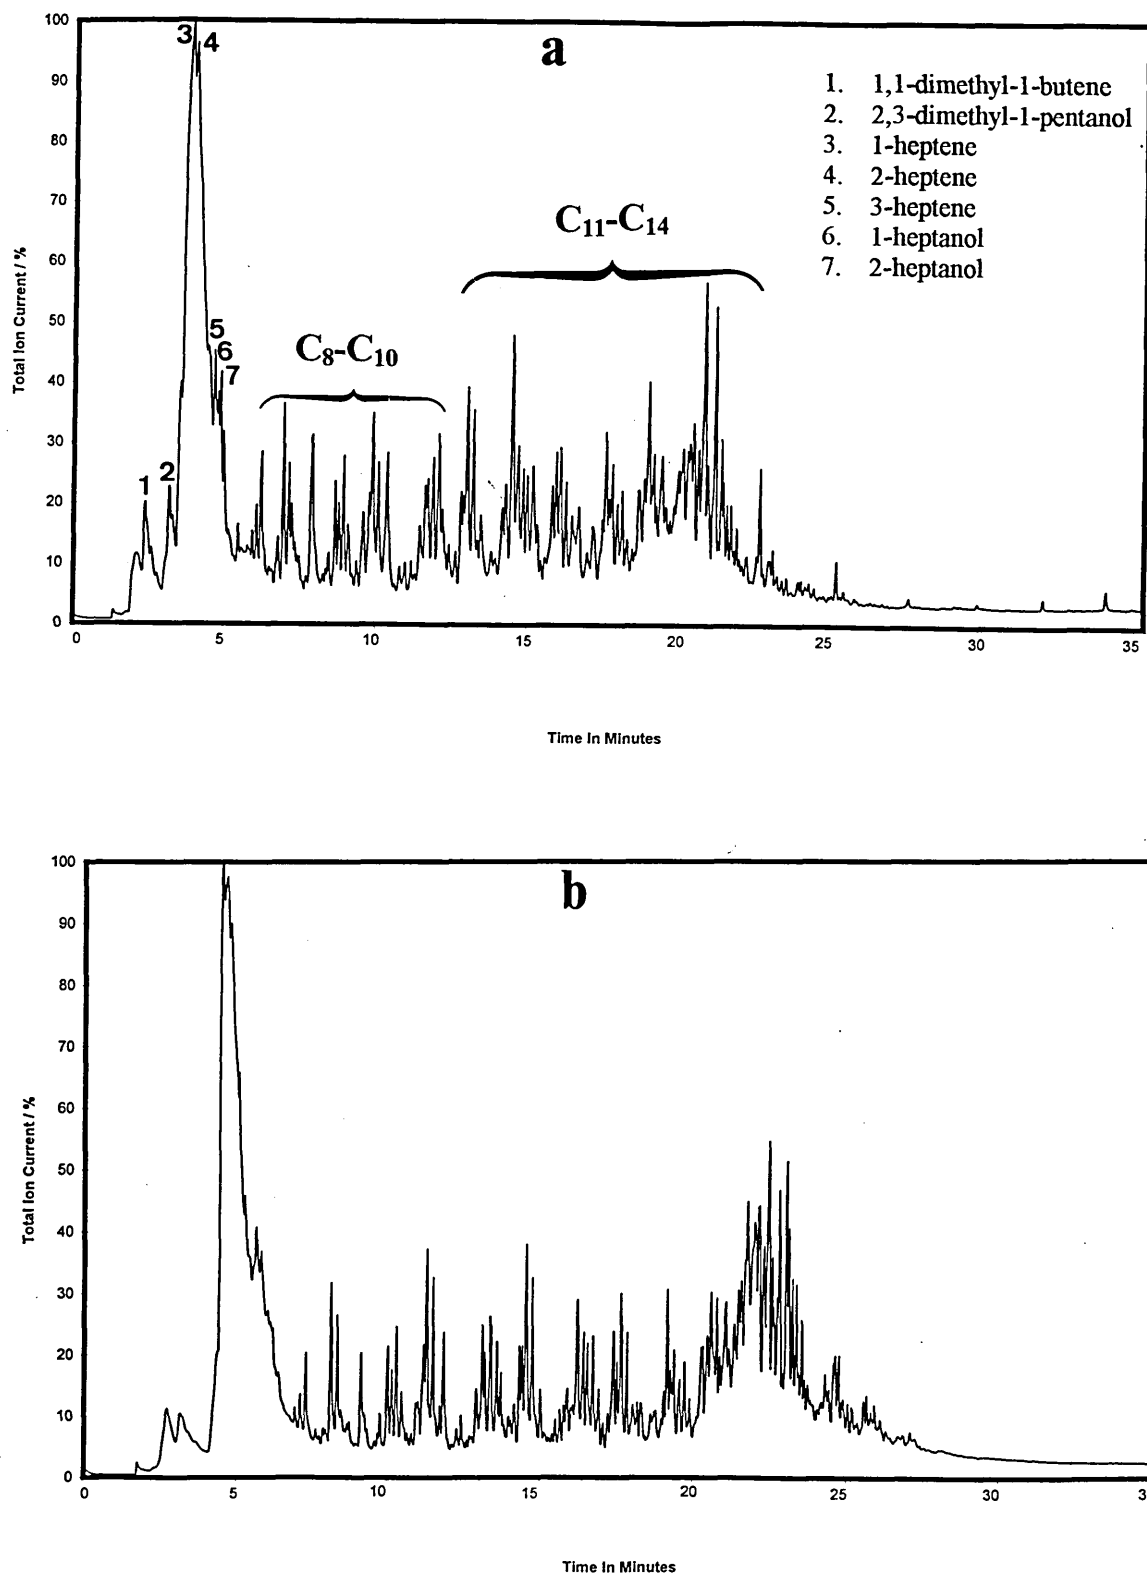 a
100
90
80
70
60
50
40
30
20
10
0
Total Ion Current / %
3 4
5
6
7
1 2
C₈-C₁₀
C₁₁-C₁₄
1. 1,1-dimethyl-1-butene
2. 2,3-dimethyl-1-pentanol
3. 1-heptene
4. 2-heptene
5. 3-heptene
6. 1-heptanol
7. 2-heptanol
0 5 10 15 20 25 30 35
Time In Minutes
b
100
90
80
70
60
50
40
30
20
10
0
Total Ion Current / %
0 5 10 15 20 25 30 3
Time In Minutes